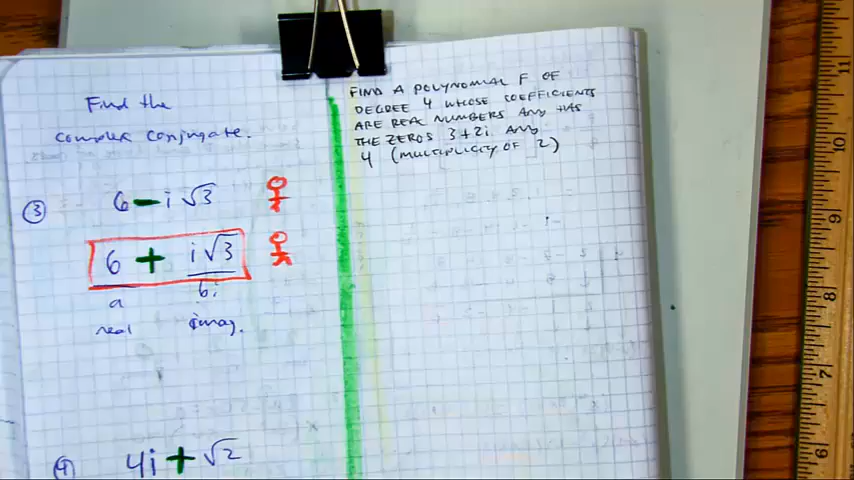 Find the
complex conjugate.
③ 6 - i√3
6 + i√3
a bi
real imag.
④ 4i + √2
FIND A POLYNOMIAL F OF
DEGREE 4 WHOSE COEFFICIENTS
ARE REAL NUMBERS AND HAS
THE ZEROS 3+2i AND
4 (MULTIPLICITY OF 2)
11
10
9
8
7
6